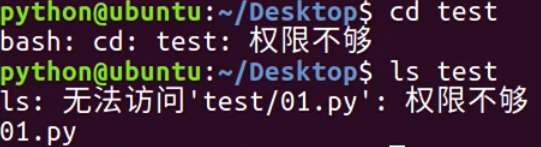 python@ubuntu:~/Desktop$ cd test
bash: cd: test: 权限不够
python@ubuntu:~/Desktop$ ls test
ls: 无法访问'test/01.py': 权限不够
01.py